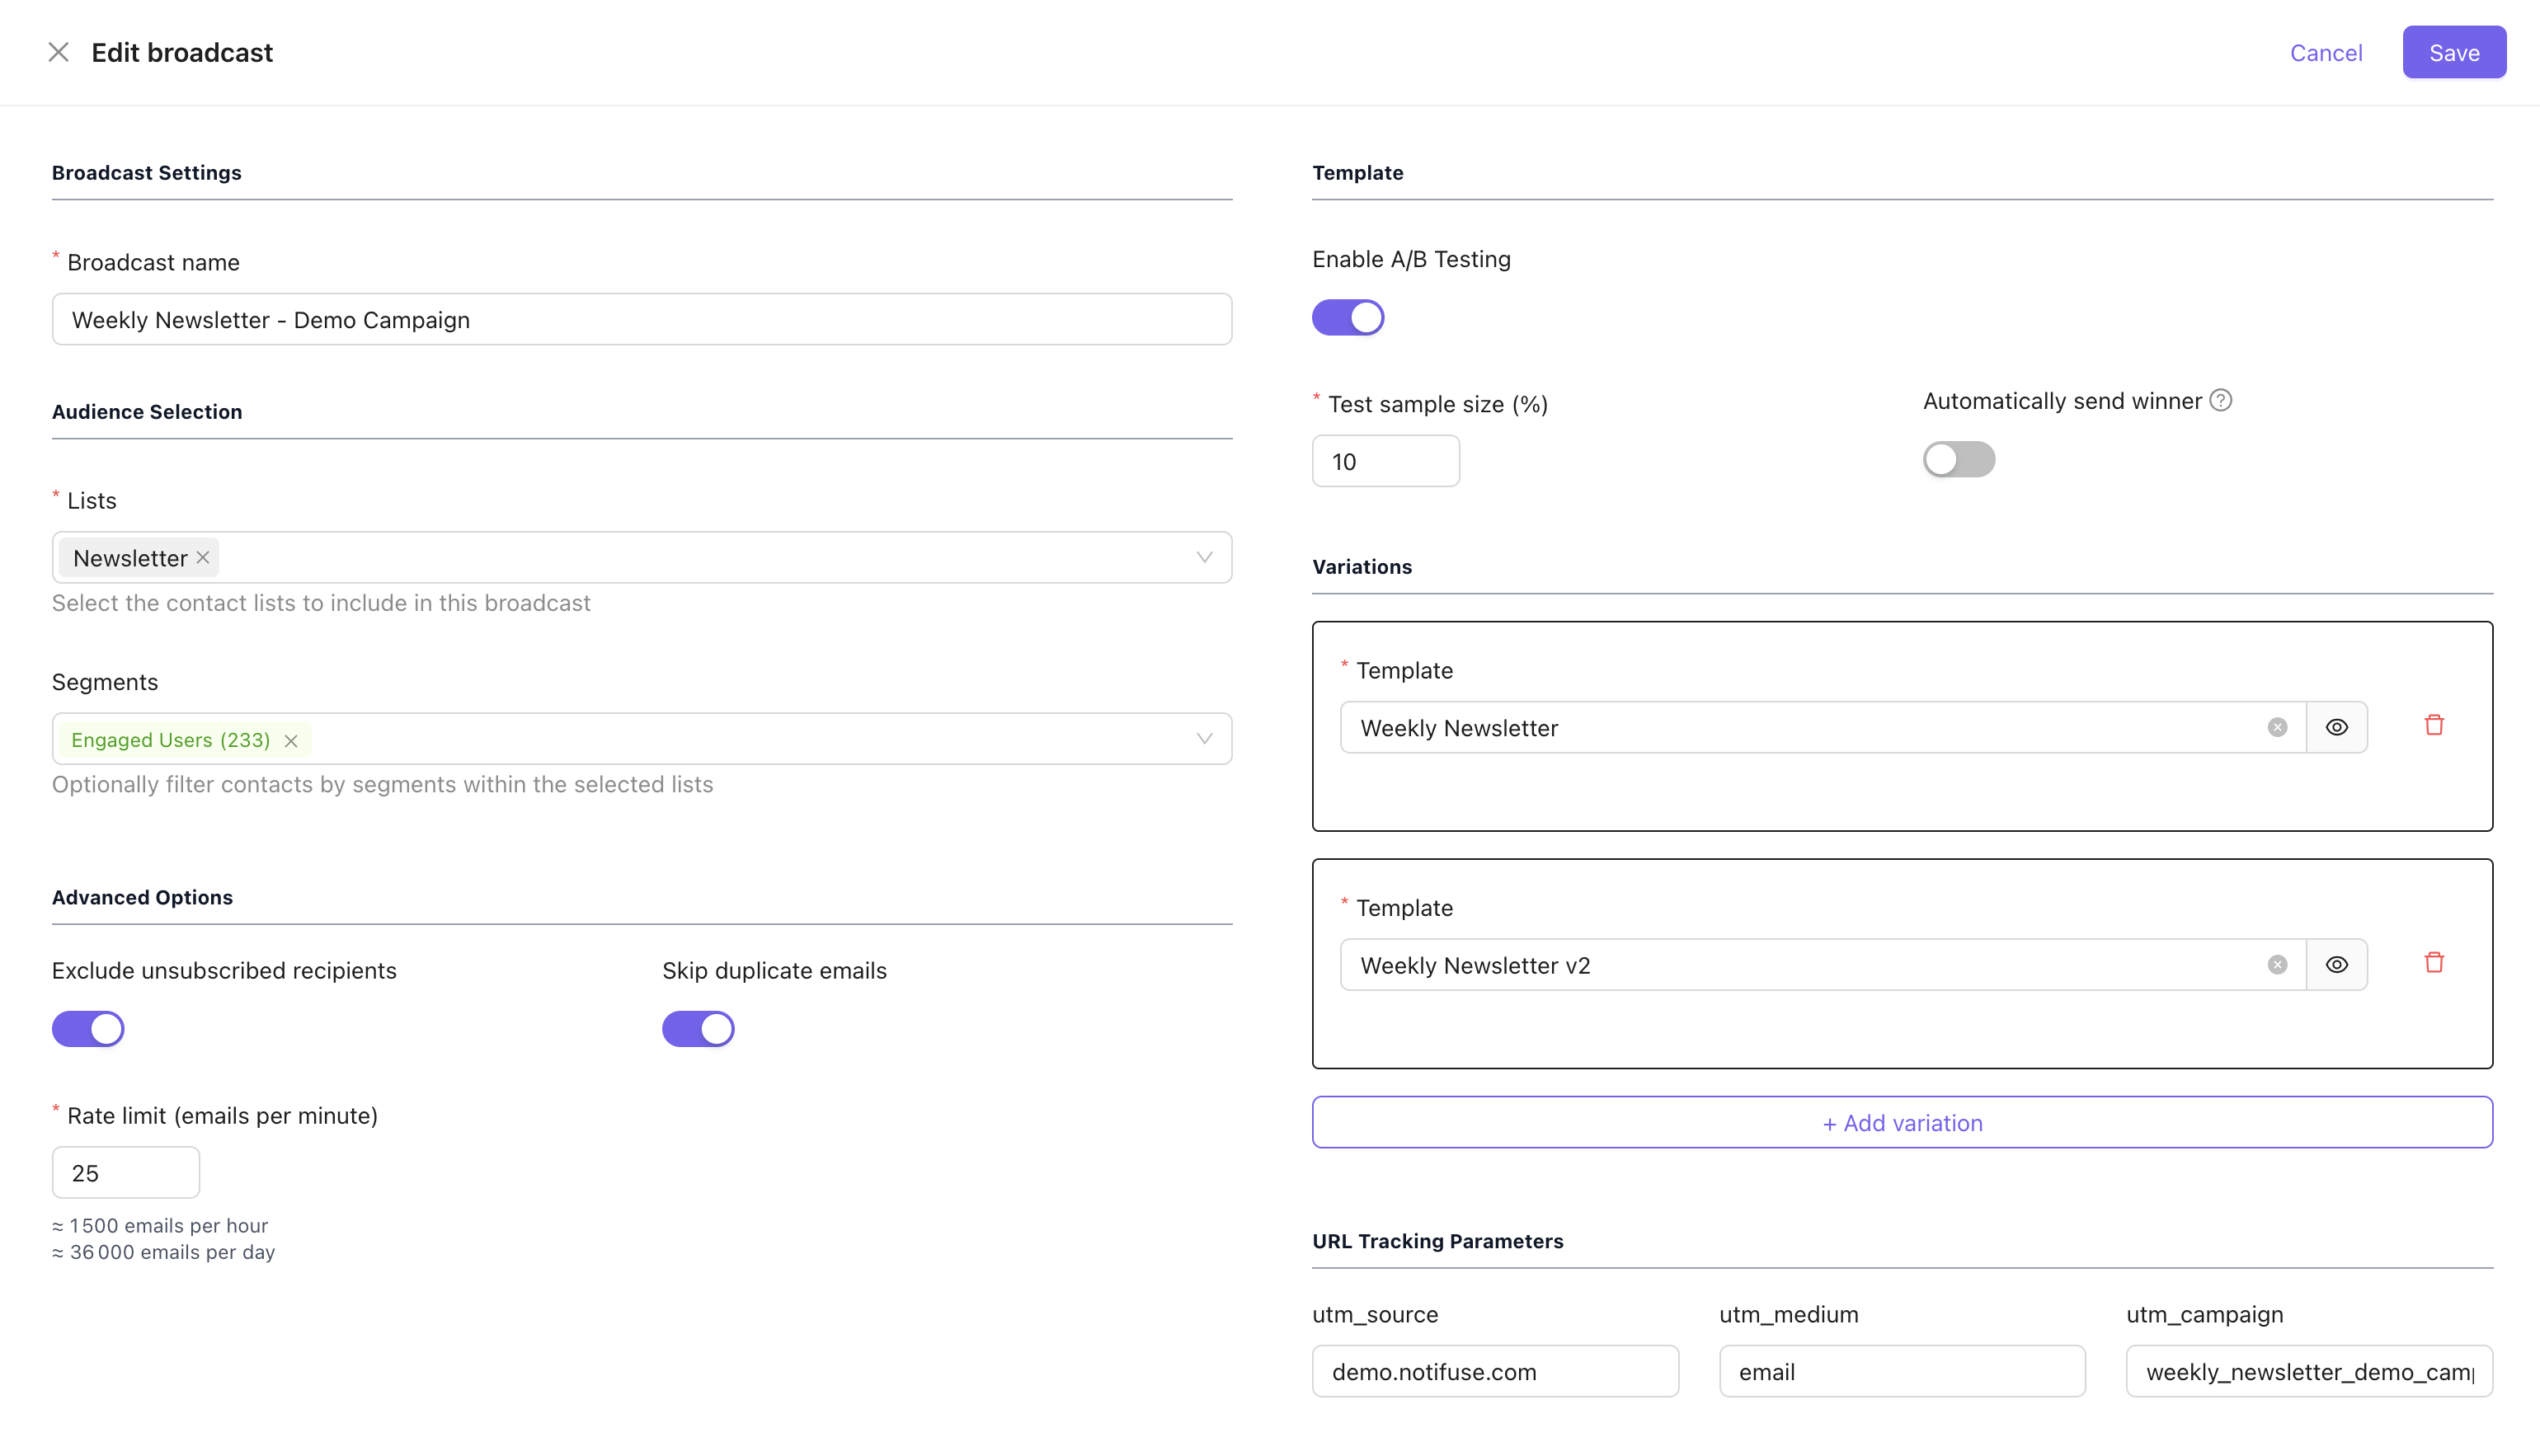 Edit broadcast
Cancel
Save
Broadcast Settings
* Broadcast name
Weekly Newsletter - Demo Campaign
Audience Selection
* Lists
Newsletter
Select the contact lists to include in this broadcast
Segments
Engaged Users (233)
Optionally filter contacts by segments within the selected lists
Advanced Options
Exclude unsubscribed recipients
Skip duplicate emails
* Rate limit (emails per minute)
25
≈ 1 500 emails per hour
≈ 36 000 emails per day
Template
Enable A/B Testing
* Test sample size (%)
10
Automatically send winner
Variations
* Template
Weekly Newsletter
* Template
Weekly Newsletter v2
+ Add variation
URL Tracking Parameters
utm_source
demo.notifuse.com
utm_medium
email
utm_campaign
weekly_newsletter_demo_cam